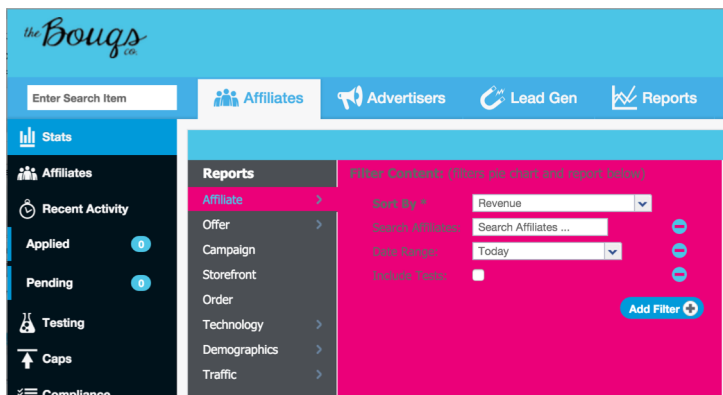 the Bouqs co.
Enter Search Item
Affiliates
Advertisers
Lead Gen
Reports
Stats
Affiliates
Recent Activity
Applied 0
Pending 0
Testing
Caps
Compliance
Reports
Affiliate
Offer
Campaign
Storefront
Order
Technology
Demographics
Traffic
Filter Content: (filters pie chart and report below)
Sort By * Revenue
Search Affiliates: Search Affiliates ...
Date Range: Today
Include Tests:
Add Filter